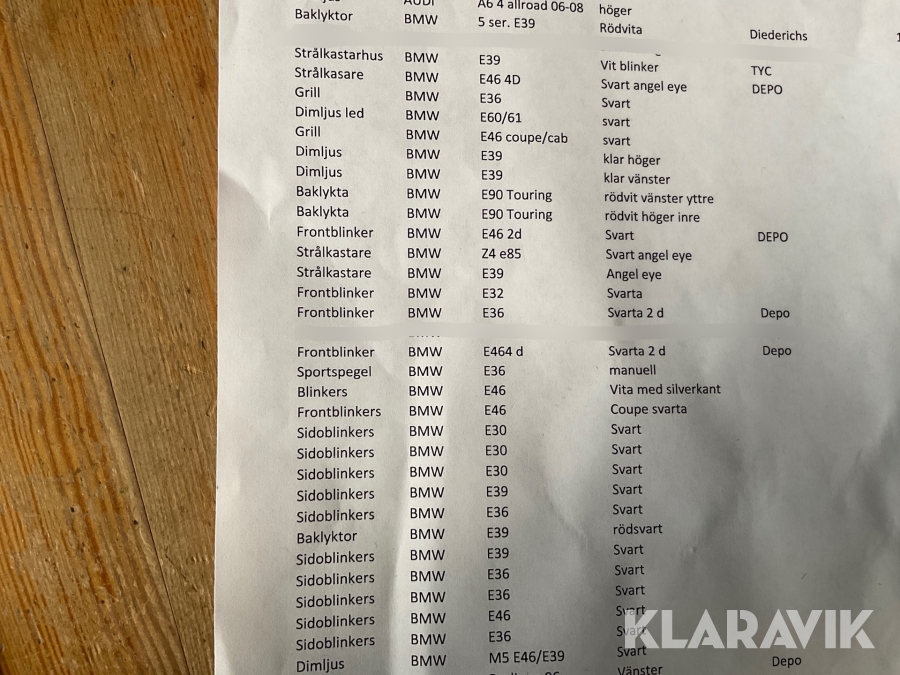 AUDI A6 4 allroad 06-08 höger
Baklyktor BMW 5 ser. E39 Rödvita Diederichs
Strålkastarhus BMW E39 Vit blinker TYC
Strålkasare BMW E46 4D Svart angel eye DEPO
Grill BMW E36 Svart
Dimljus led BMW E60/61 svart
Grill BMW E46 coupe/cab svart
Dimljus BMW E39 klar höger
Dimljus BMW E39 klar vänster
Baklykta BMW E90 Touring rödvit vänster yttre
Baklykta BMW E90 Touring rödvit höger inre
Frontblinker BMW E46 2d Svart DEPO
Strålkastare BMW Z4 e85 Svart angel eye
Strålkastare BMW E39 Angel eye
Frontblinker BMW E32 Svarta
Frontblinker BMW E36 Svarta 2 d Depo
Frontblinker BMW E464 d Svarta 2 d Depo
Sportspegel BMW E36 manuell
Blinkers BMW E46 Vita med silverkant
Frontblinkers BMW E46 Coupe svarta
Sidoblinkers BMW E30 Svart
Sidoblinkers BMW E30 Svart
Sidoblinkers BMW E30 Svart
Sidoblinkers BMW E39 Svart
Sidoblinkers BMW E36 Svart
Baklyktor BMW E39 rödsvart
Sidoblinkers BMW E39 Svart
Sidoblinkers BMW E36 Svart
Sidoblinkers BMW E36 Svart
Sidoblinkers BMW E46 Svart
Sidoblinkers BMW E36 Svart
Dimljus BMW M5 E46/E39 Svart Depo
Vänster
KLARAVIK